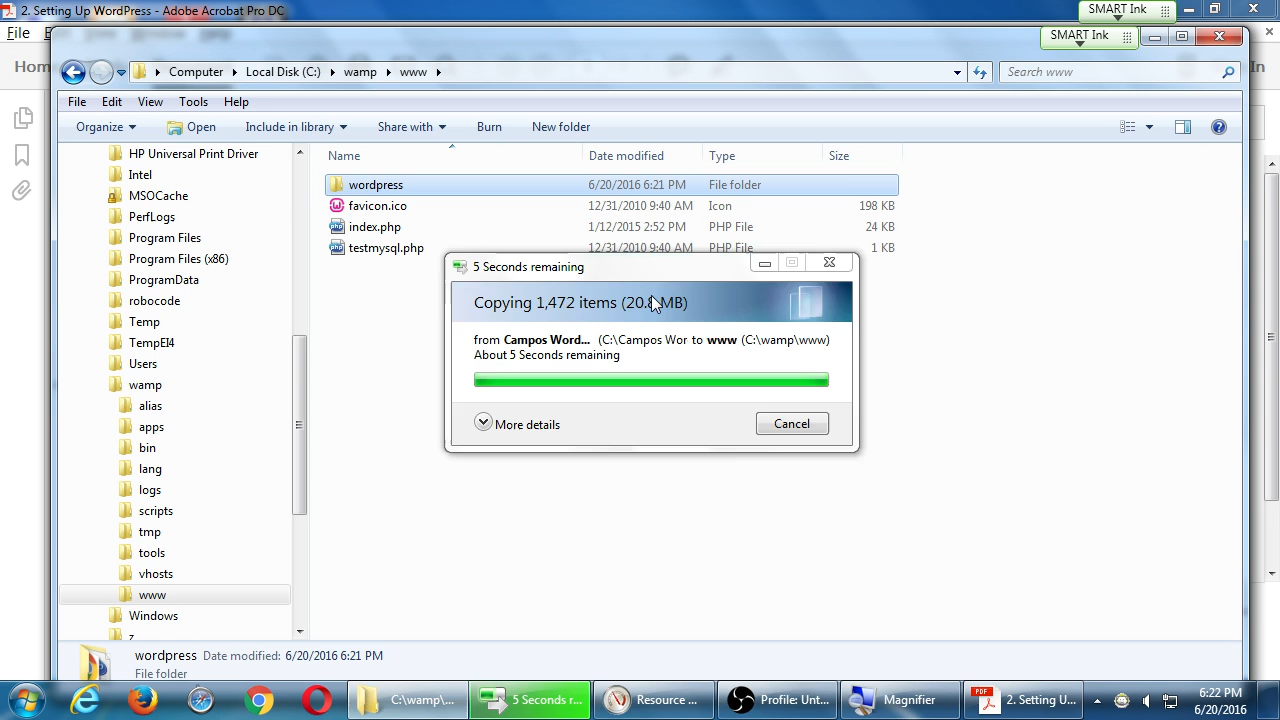 2. Setting Up WordPress - Adobe Acrobat Pro DC
SMART Ink
File
SMART Ink
Hom
In
Computer Local Disk (C:) wamp www
Search www
File Edit View Tools Help
Organize Open Include in library Share with Burn New folder
Name Date modified Type Size
HP Universal Print Driver
Intel
MSOCache
PerfLogs
Program Files
Program Files (x86)
ProgramData
robocode
Temp
TempEI4
Users
wamp
alias
apps
bin
lang
logs
scripts
tmp
tools
vhosts
www
Windows
z
wordpress 6/20/2016 6:21 PM File folder
favicon.ico 12/31/2010 9:40 AM Icon 198 KB
index.php 1/12/2015 2:52 PM PHP File 24 KB
testmysql.php 12/31/2010 9:40 AM PHP File 1 KB
5 Seconds remaining
Copying 1,472 items (20.8 MB)
from Campos Word... (C:\Campos Wor to www (C:\wamp\www)
About 5 Seconds remaining
More details
Cancel
wordpress Date modified: 6/20/2016 6:21 PM
File folder
C:\wamp\... 5 Seconds r... Resource ... Profile: Unt... Magnifier PDF 2. Setting U...
6:22 PM
6/20/2016